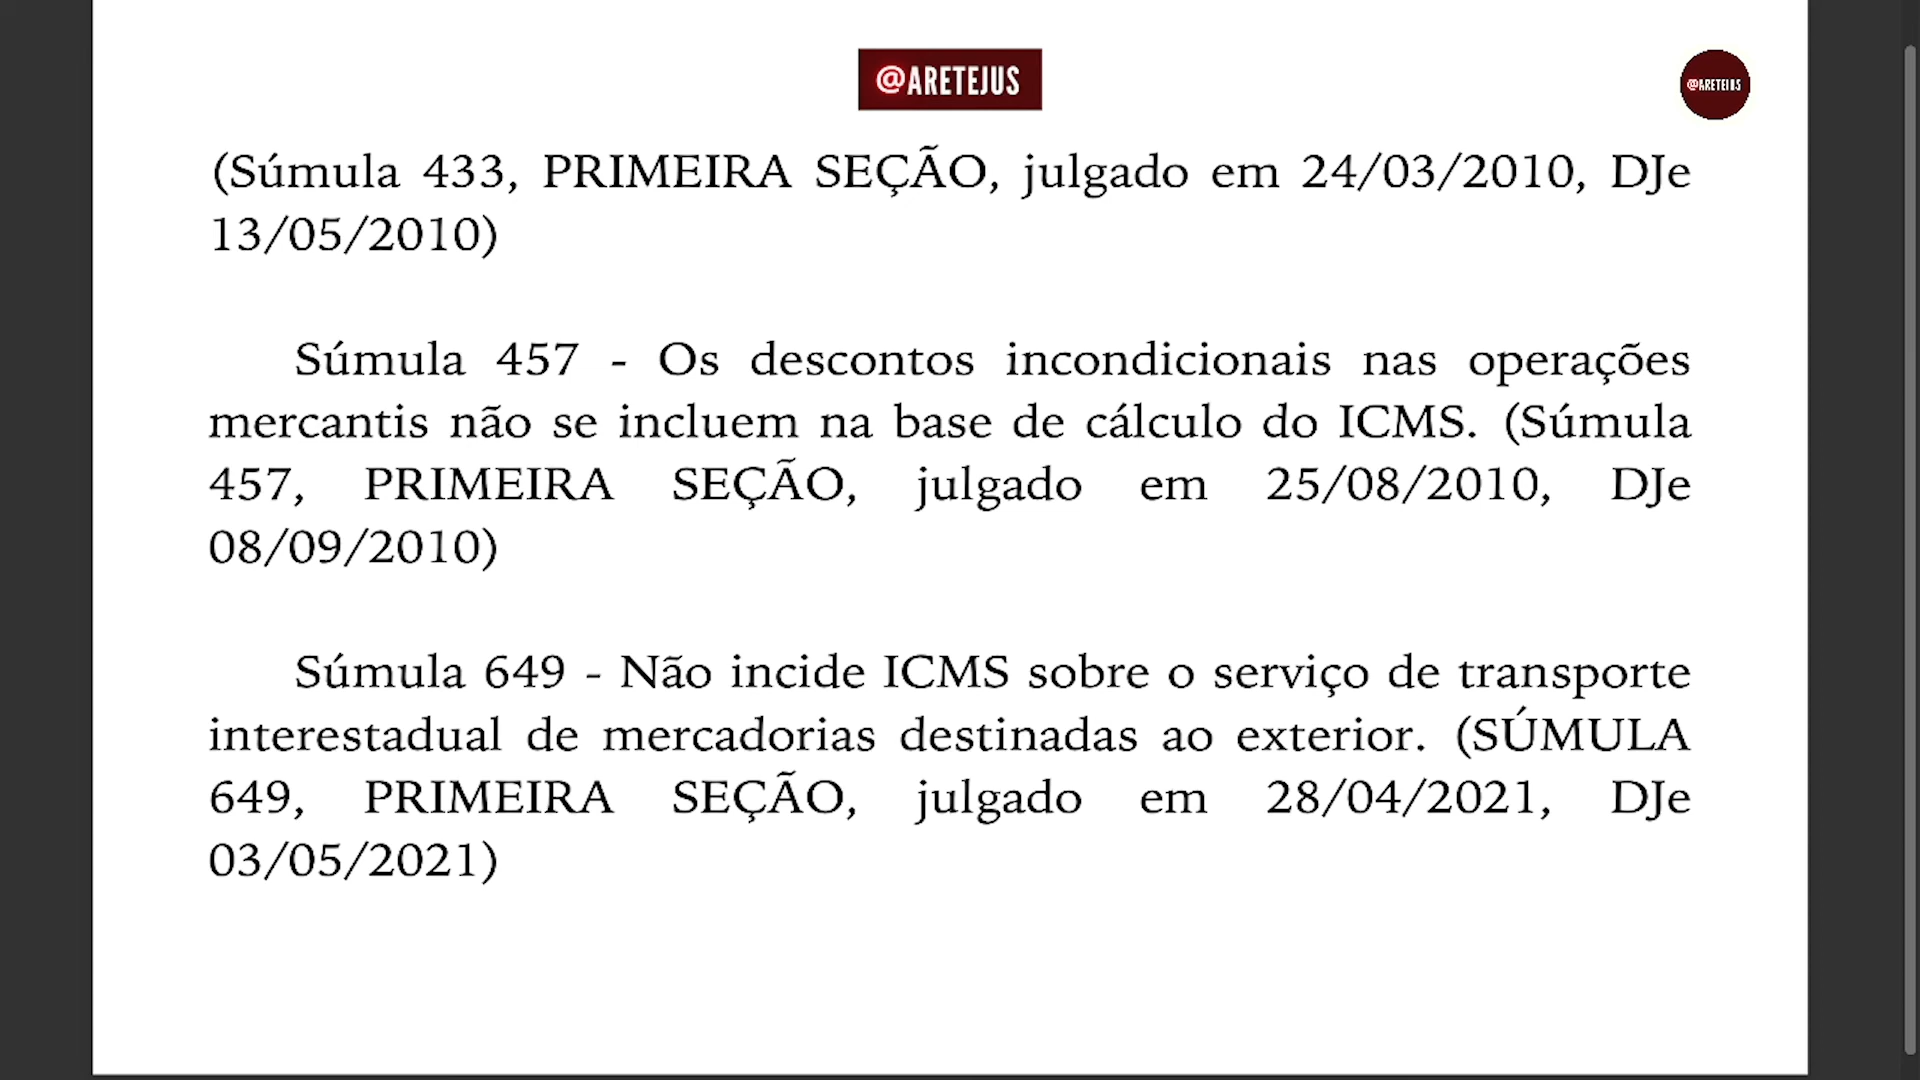 @ARETEJUS
@ARETEJUS
(Súmula 433, PRIMEIRA SEÇÃO, julgado em 24/03/2010, DJe
13/05/2010)
Súmula 457 - Os descontos incondicionais nas operações
mercantis não se incluem na base de cálculo do ICMS. (Súmula
457, PRIMEIRA SEÇÃO, julgado em 25/08/2010, DJe
08/09/2010)
Súmula 649 - Não incide ICMS sobre o serviço de transporte
interestadual de mercadorias destinadas ao exterior. (SÚMULA
649, PRIMEIRA SEÇÃO, julgado em 28/04/2021, DJe
03/05/2021)